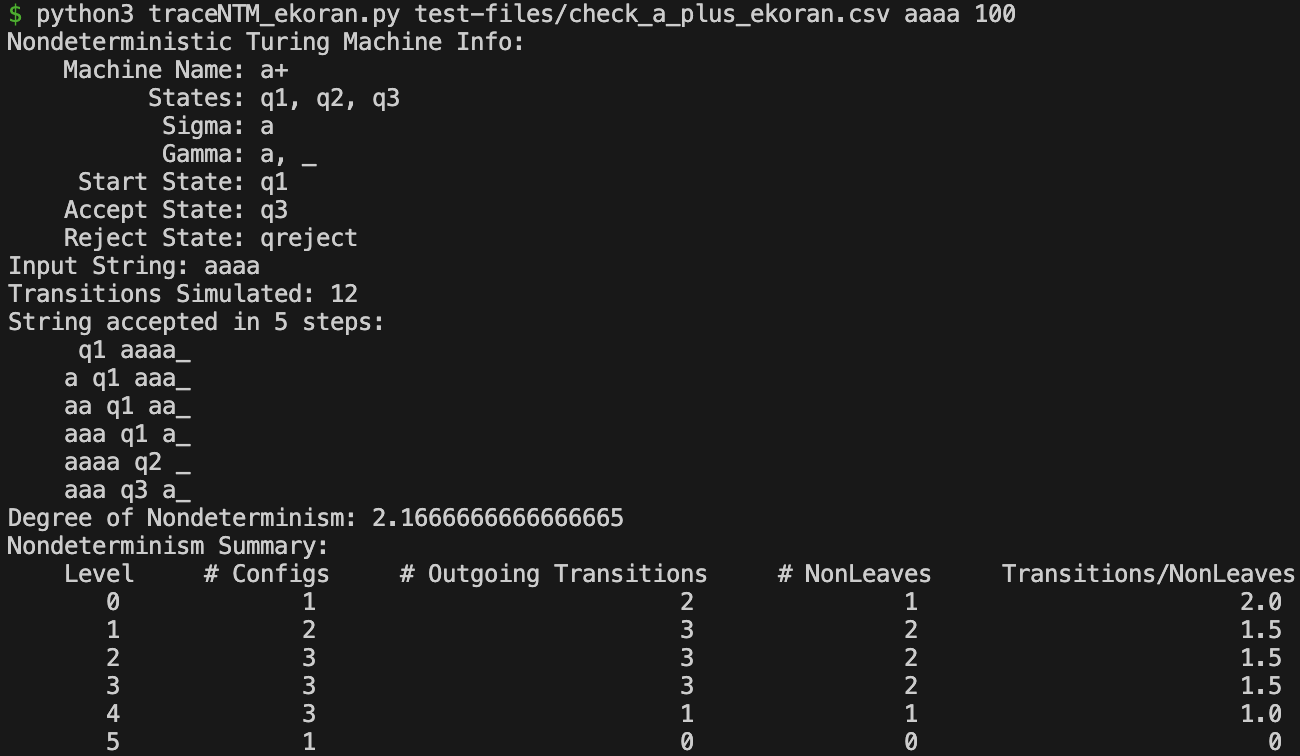 $ python3 traceNTM_ekoran.py test-files/check_a_plus_ekoran.csv aaaa 100
Nondeterministic Turing Machine Info:
    Machine Name: a+
          States: q1, q2, q3
           Sigma: a
           Gamma: a, _
     Start State: q1
    Accept State: q3
    Reject State: qreject
Input String: aaaa
Transitions Simulated: 12
String accepted in 5 steps:
     q1 aaaa_
    a q1 aaa_
    aa q1 aa_
    aaa q1 a_
    aaaa q2 _
    aaa q3 a_
Degree of Nondeterminism: 2.1666666666666665
Nondeterminism Summary:
    Level     # Configs     # Outgoing Transitions     # NonLeaves     Transitions/NonLeaves
       0             1                          2               1                       2.0
       1             2                          3               2                       1.5
       2             3                          3               2                       1.5
       3             3                          3               2                       1.5
       4             3                          1               1                       1.0
       5             1                          0               0                         0